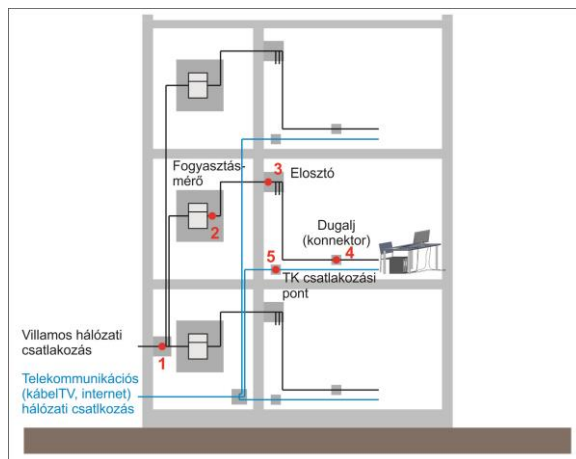 Fogyasztás-
mérő
3
Elosztó
2
Dugalj
(konnektor)
4
5
TK csatlakozási
pont
Villamos hálózati
csatlakozás
1
Telekommunikációs
(kábelTV, internet)
hálózati csatlkozás